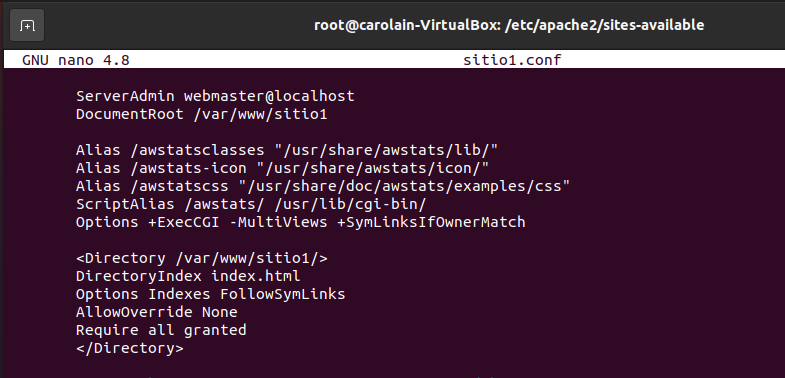 root@carolain-VirtualBox: /etc/apache2/sites-available
GNU nano 4.8 sitio1.conf
ServerAdmin webmaster@localhost
DocumentRoot /var/www/sitio1
Alias /awstatsclasses "/usr/share/awstats/lib/"
Alias /awstats-icon "/usr/share/awstats/icon/"
Alias /awstatscss "/usr/share/doc/awstats/examples/css"
ScriptAlias /awstats/ /usr/lib/cgi-bin/
Options +ExecCGI -MultiViews +SymLinksIfOwnerMatch
<Directory /var/www/sitio1/>
DirectoryIndex index.html
Options Indexes FollowSymLinks
AllowOverride None
Require all granted
</Directory>